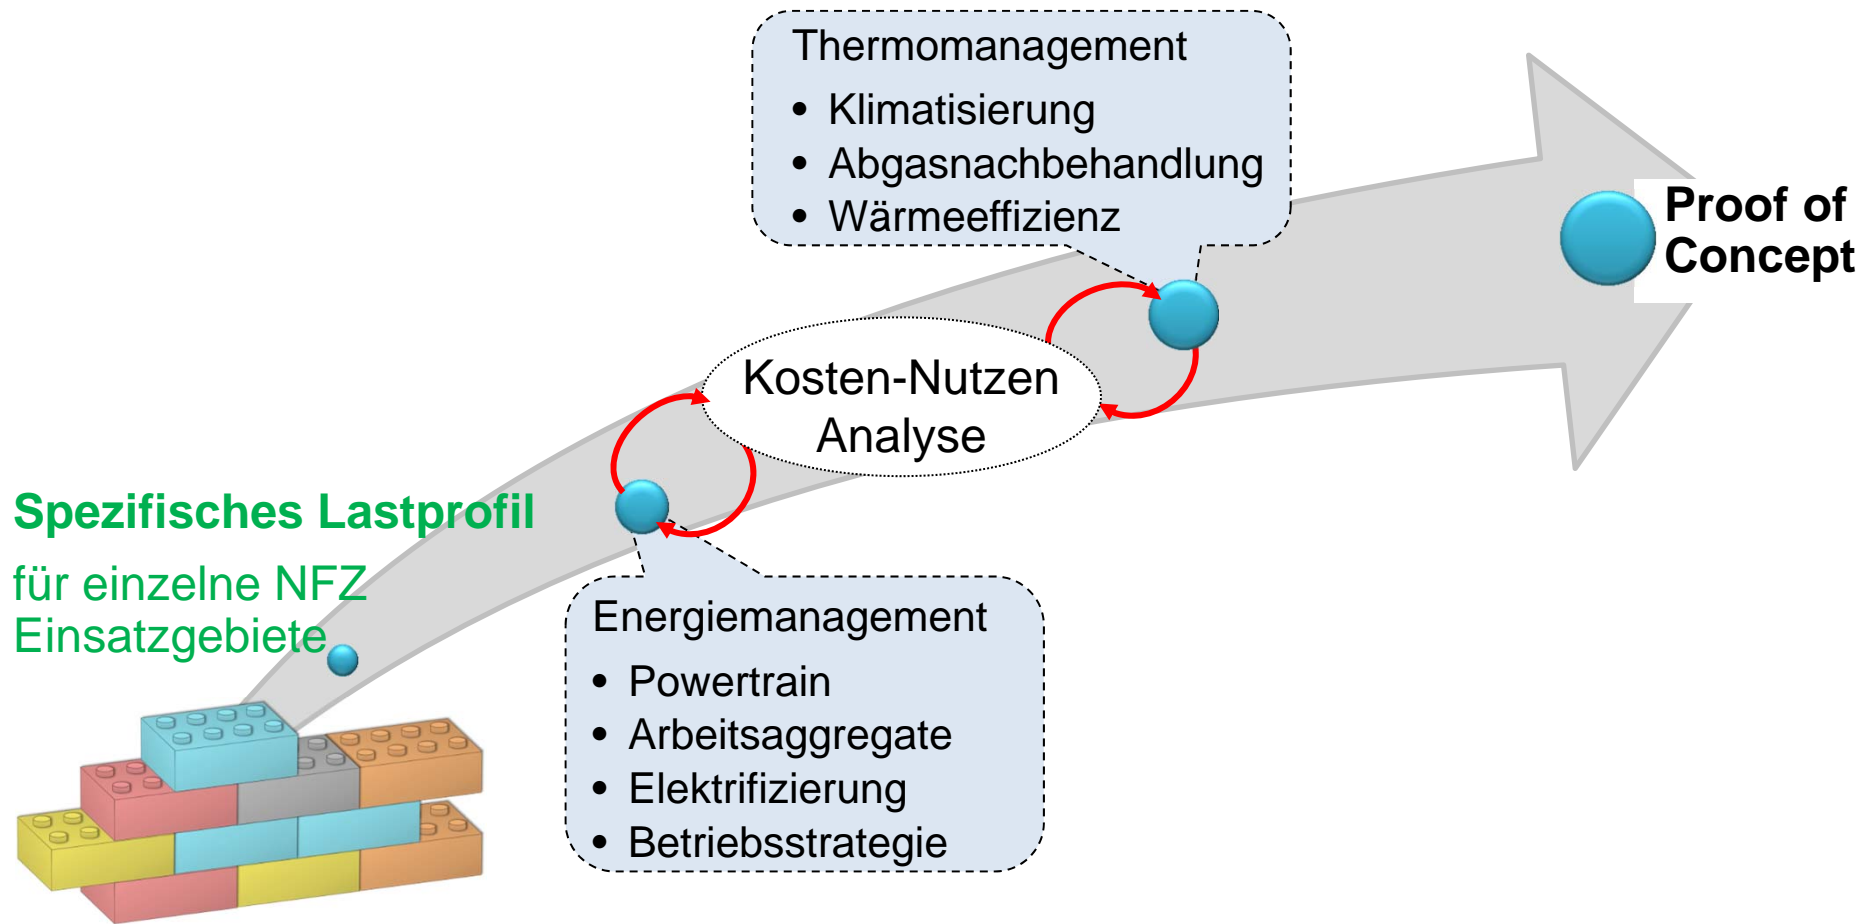 Thermomanagement
• Klimatisierung
• Abgasnachbehandlung
• Wärmeeffizienz
Proof of
Concept
Kosten-Nutzen
Analyse
Spezifisches Lastprofil
für einzelne NFZ
Einsatzgebiete
Energiemanagement
• Powertrain
• Arbeitsaggregate
• Elektrifizierung
• Betriebsstrategie